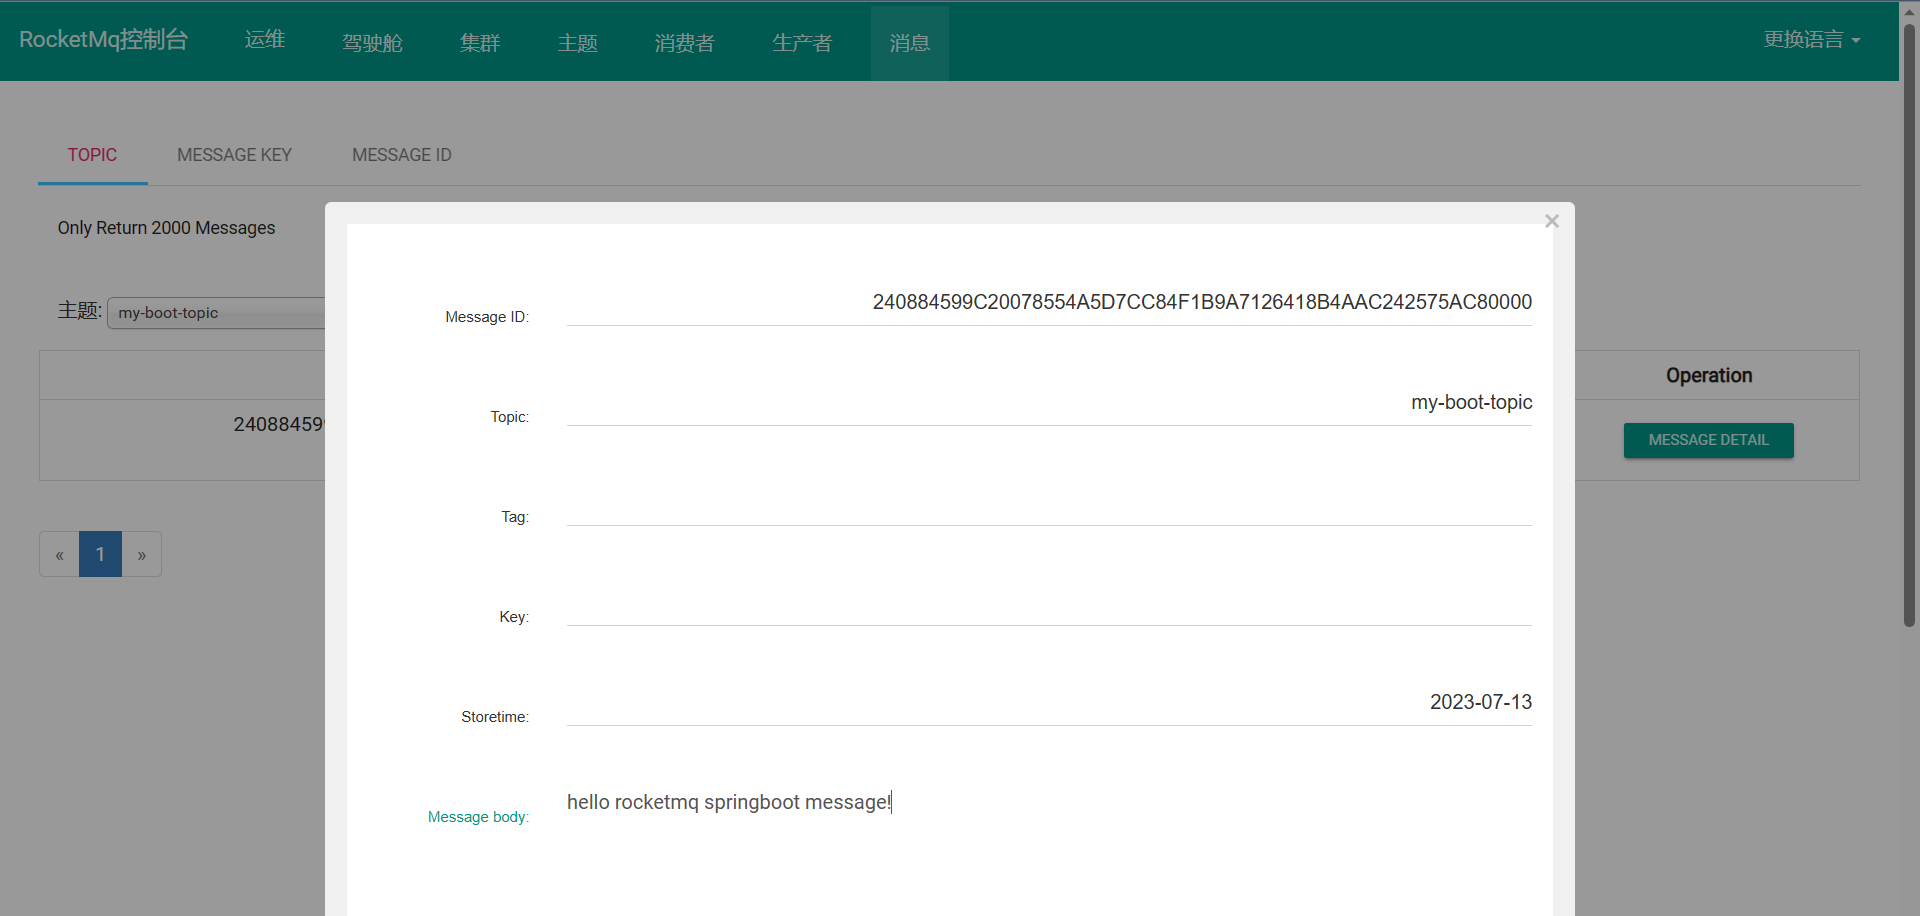 RocketMq控制台 运维 驾驶舱 集群 主题 消费者 生产者 消息 更换语言
TOPIC MESSAGE KEY MESSAGE ID
Only Return 2000 Messages
×
Message ID: 240884599C20078554A5D7CC84F1B9A7126418B4AAC242575AC80000
主题: my-boot-topic
Operation
Topic: my-boot-topic
24088459
MESSAGE DETAIL
Tag:
« 1 »
Key:
Storetime: 2023-07-13
Message body: hello rocketmq springboot message!